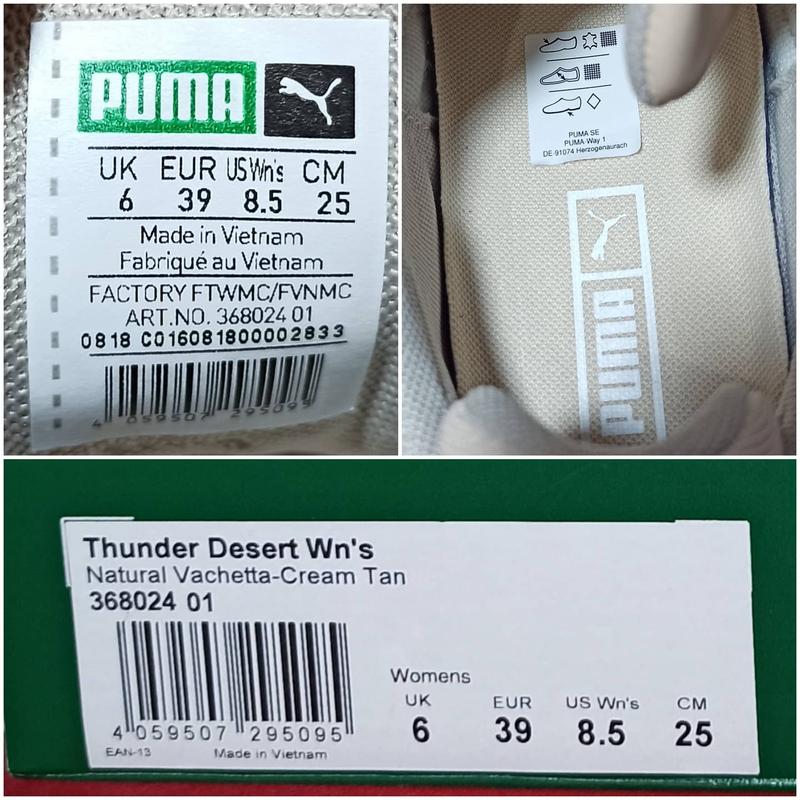 PUMA
UK EUR US Wn's CM
6 39 8.5 25
Made in Vietnam
Fabriqué au Vietnam
FACTORY FTWMC/FVNMC
ART.NO. 368024 01
0818 C016081800002833
4 059507 295095
PUMA SE
PUMA-Way 1
DE-91074 Herzogenaurach
PUMA
Thunder Desert Wn's
Natural Vachetta-Cream Tan
368024 01
4 059507 295095
EAN-13 Made in Vietnam
Womens
UK EUR US Wn's CM
6 39 8.5 25